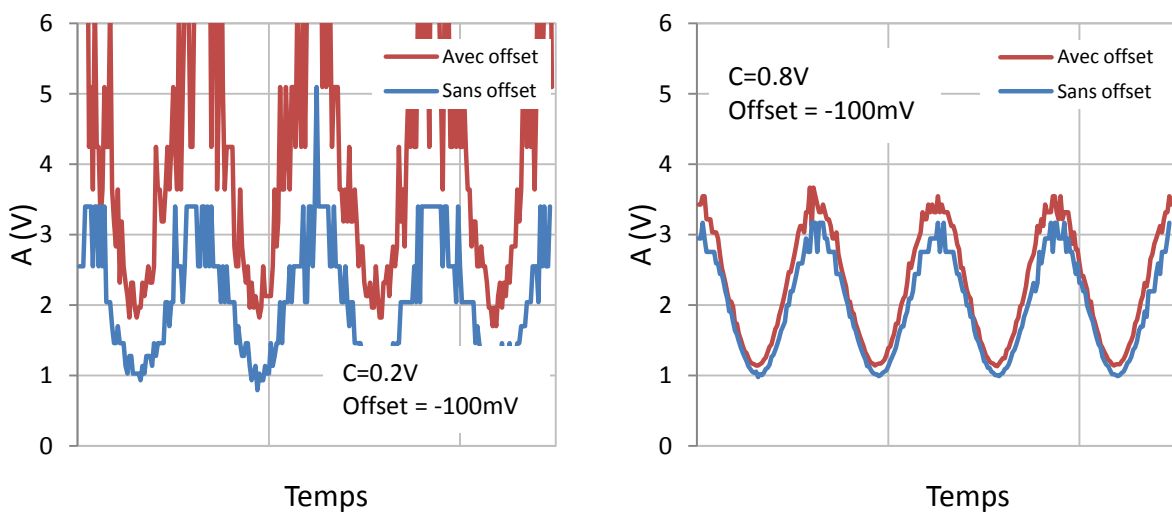 6
5
4
3
2
1
0
A (V)
Avec offset
Sans offset
C=0.2V
Offset = -100mV
Temps
6
5
4
3
2
1
0
A (V)
C=0.8V
Offset = -100mV
Avec offset
Sans offset
Temps